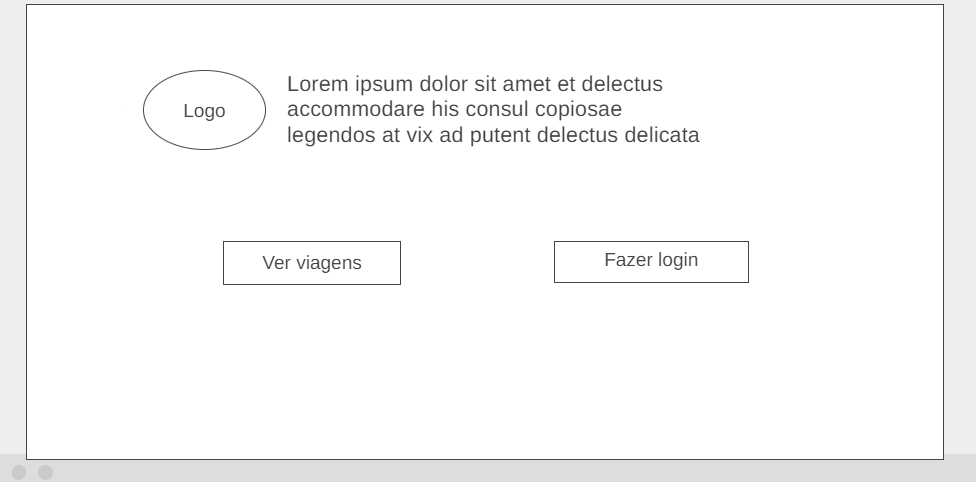 Logo
Lorem ipsum dolor sit amet et delectus
accommodare his consul copiosae
legendos at vix ad putent delectus delicata
Ver viagens
Fazer login